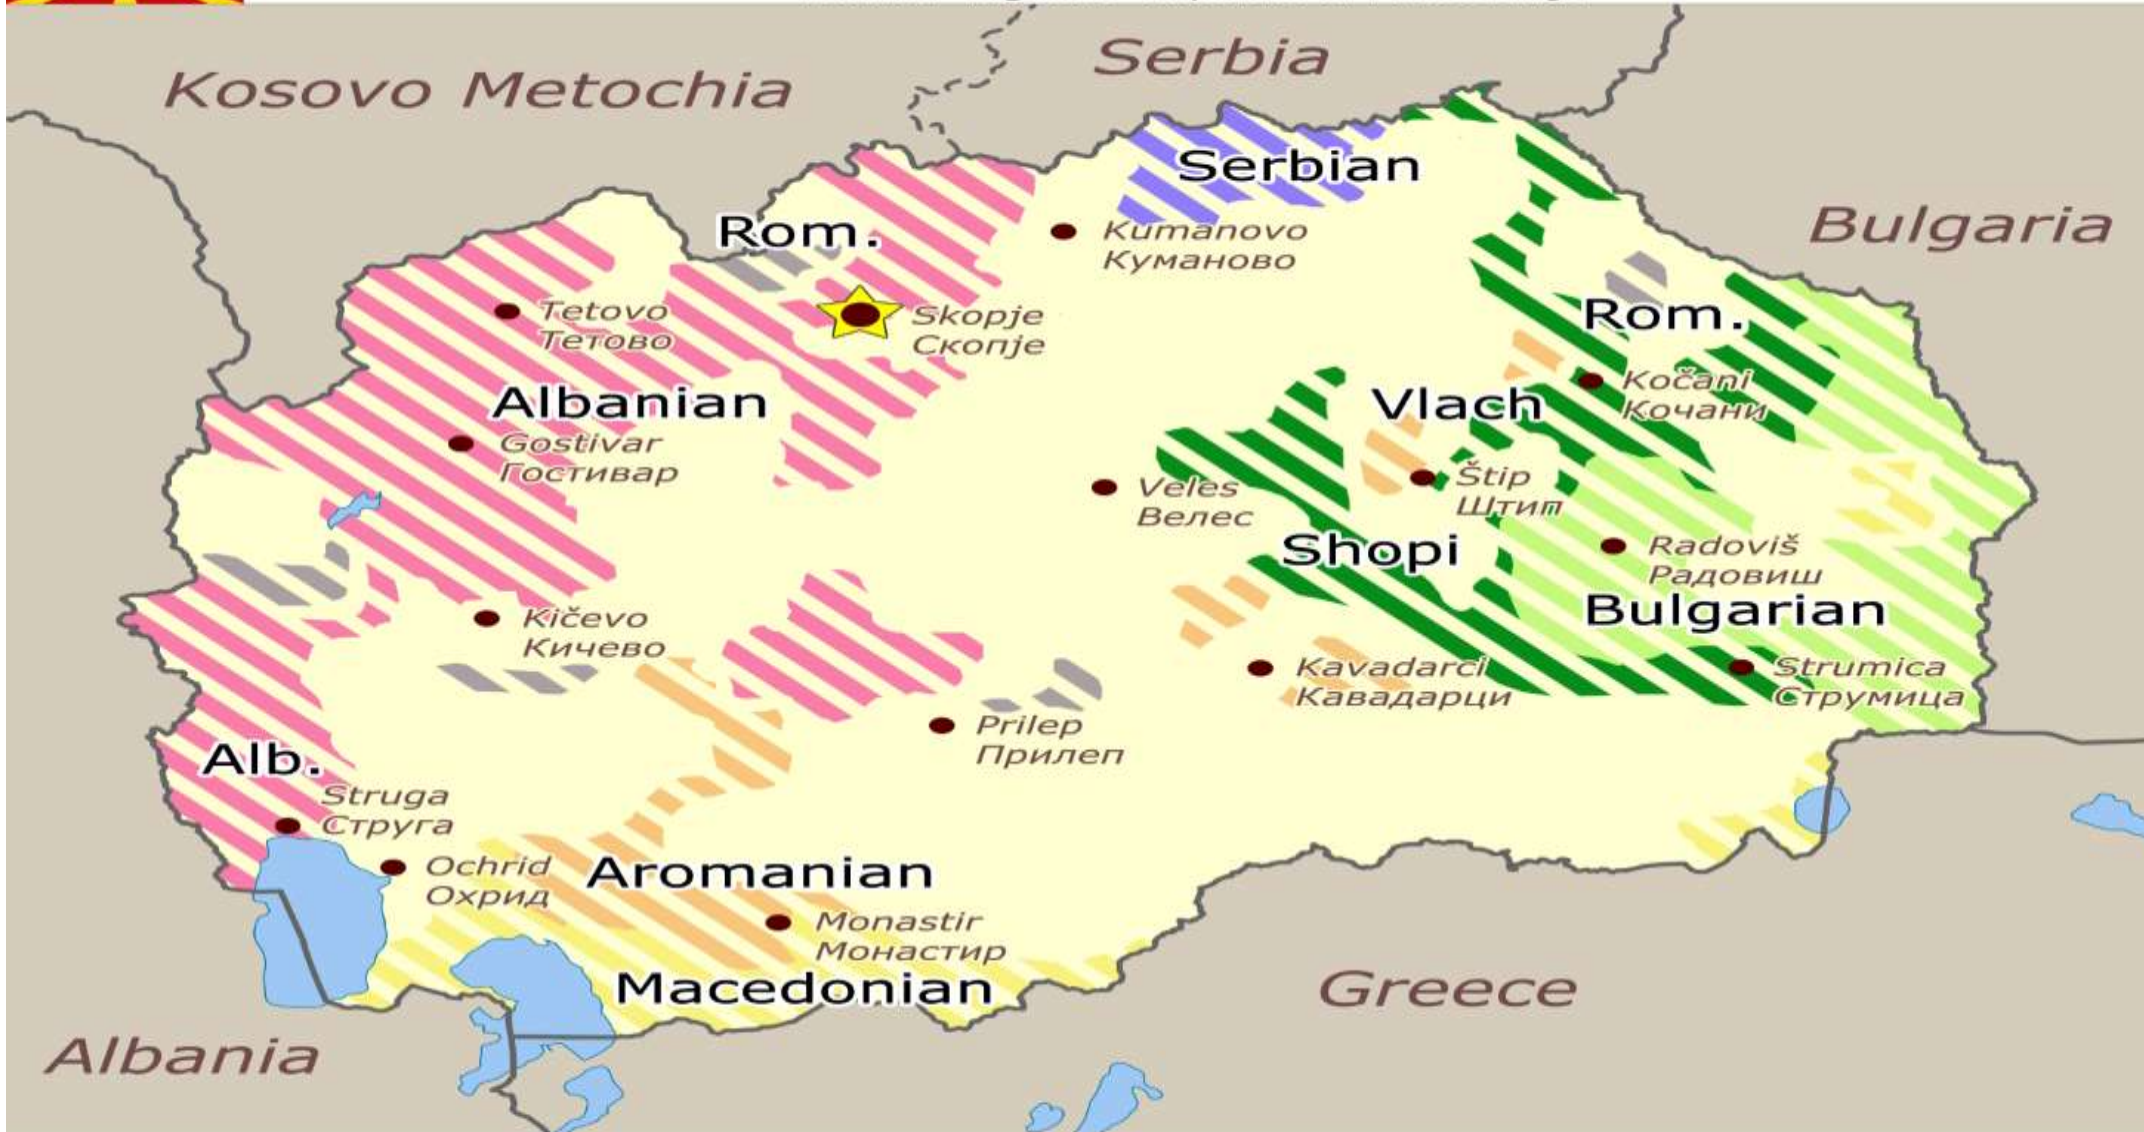 Serbia
Kosovo Metochia
Serbian
Bulgaria
Rom.
Kumanovo
Куманово
Tetovo
Тетово
Skopje
Скопје
Rom.
Albanian
Vlach
Kočani
Кочани
Gostivar
Гостивар
Veles
Велес
Štip
Штип
Shopi
Radoviš
Радовиш
Bulgarian
Kičevo
Кичево
Kavadarci
Кавадарци
Strumica
Струмица
Prilep
Прилеп
Alb.
Struga
Струга
Ochrid
Охрид
Aromanian
Monastir
Монастир
Macedonian
Greece
Albania